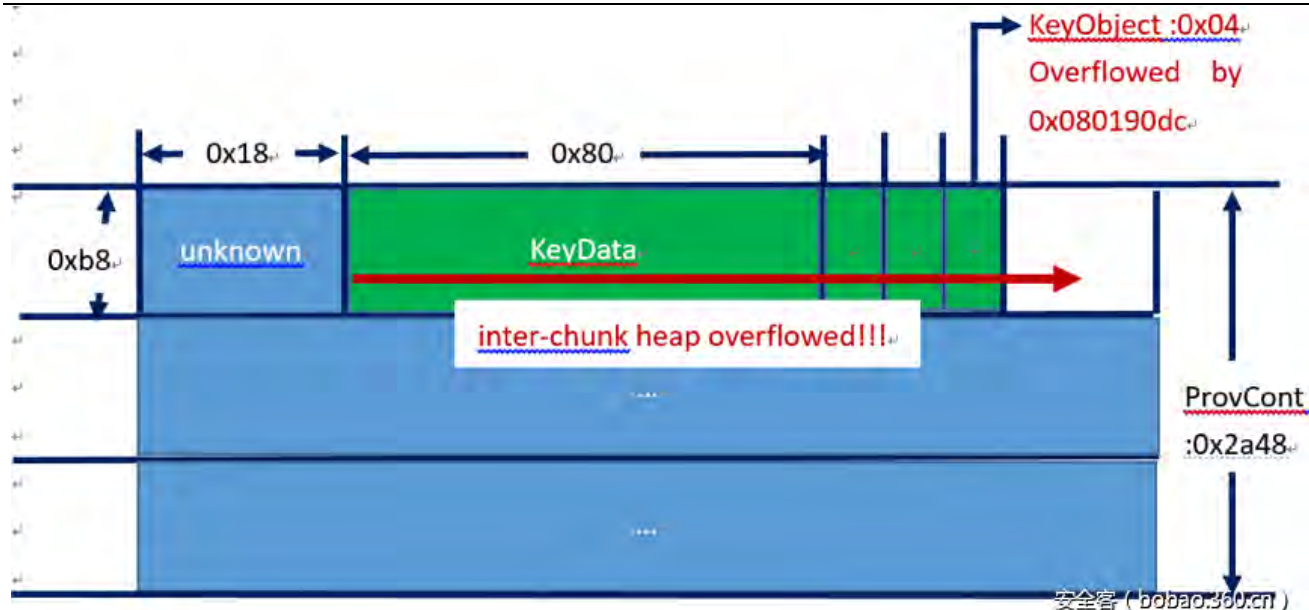 KeyObject :0x04
Overflowed by
0x080190dc
0x18
0x80
0xb8
unknown
KeyData
inter-chunk heap overflowed!!!
....
ProvCont
:0x2a48
....
安全客（bobao.360.cn）